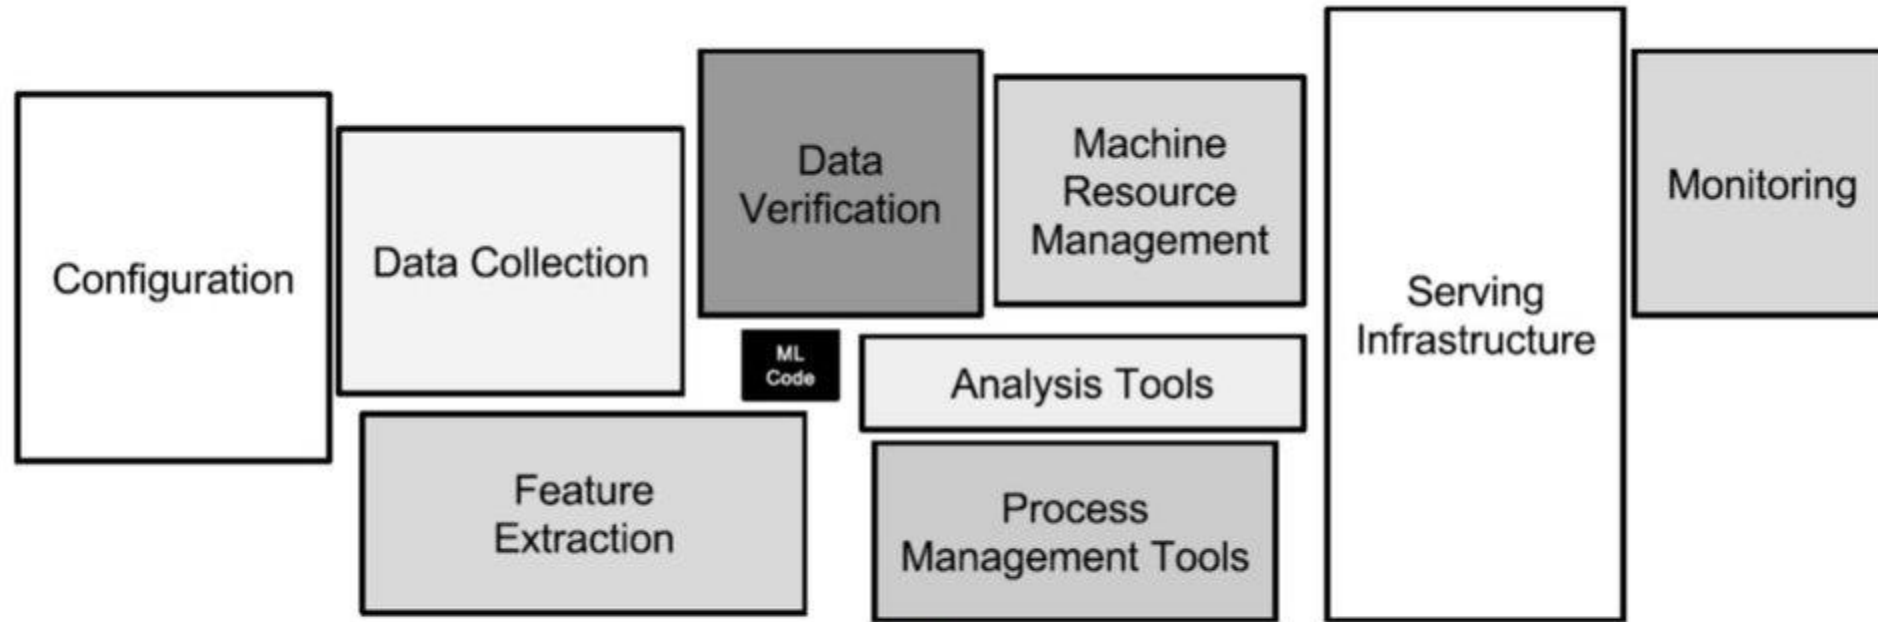 Configuration
Data Collection
Data
Verification
Machine
Resource
Management
Monitoring
Serving
Infrastructure
ML
Code
Analysis Tools
Feature
Extraction
Process
Management Tools